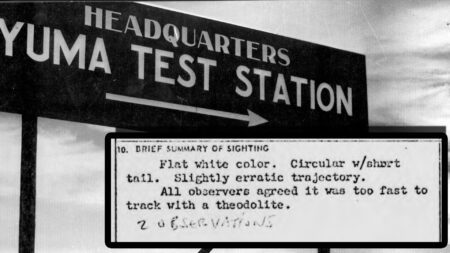 HEADQUARTERS
YUMA TEST STATION
10. BRIEF SUMMARY OF SIGHTING
Flat white color. Circular w/short
tail. Slightly erratic trajectory.
All observers agreed it was too fast to
track with a theodolite.
2 OBSERVATIONS